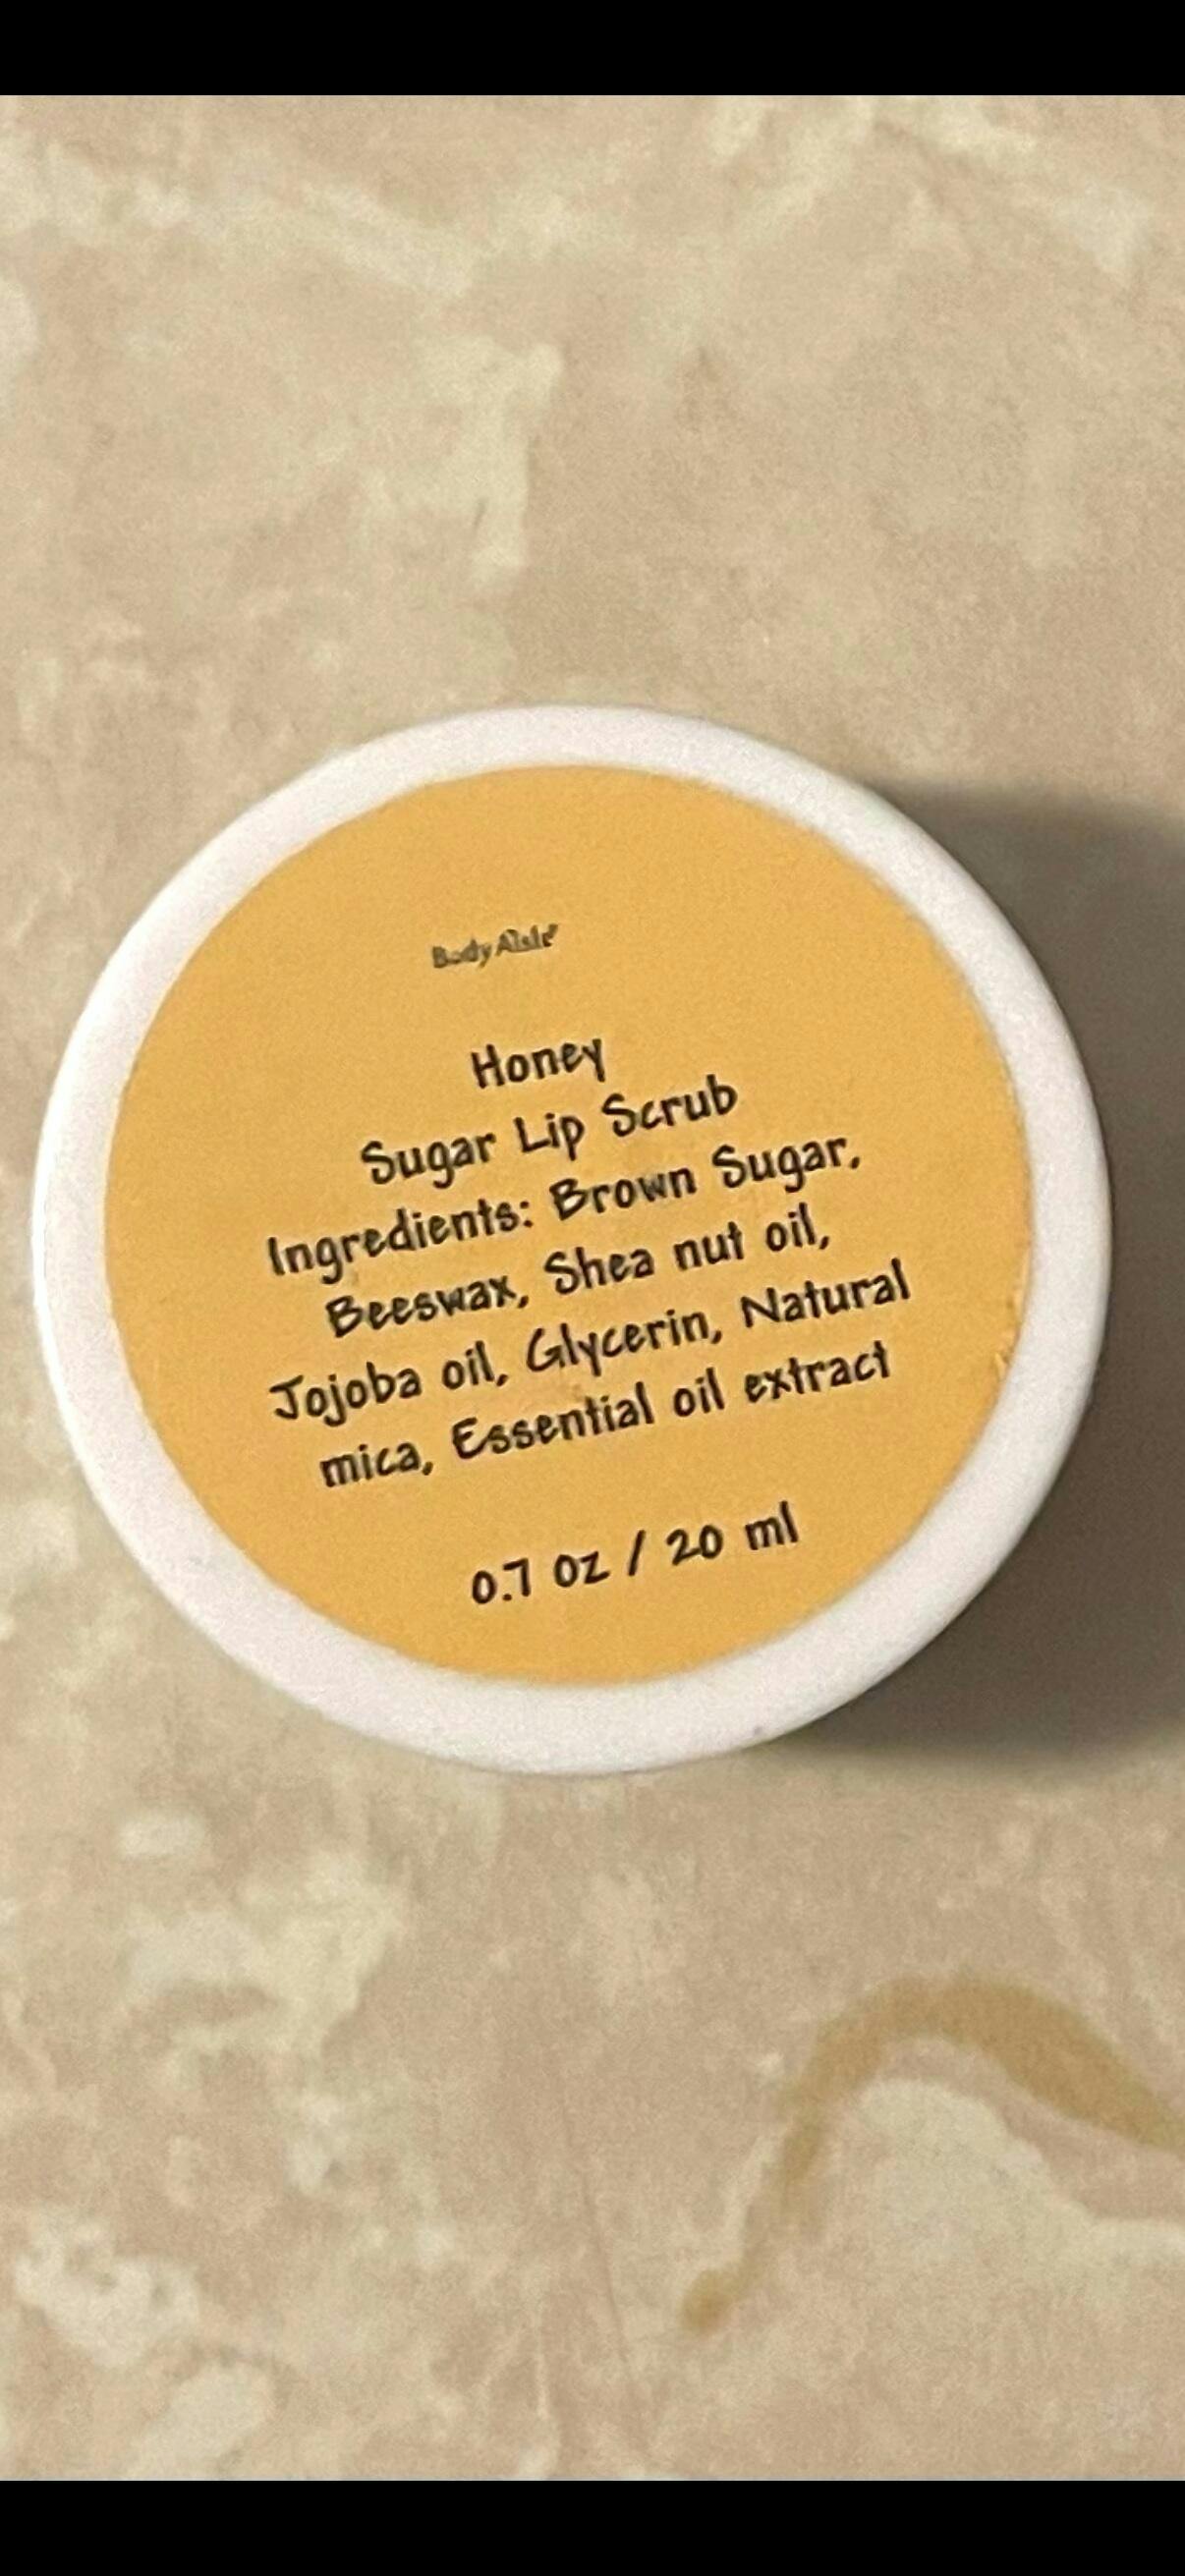 Body Aisle
Honey
Sugar Lip Scrub
Ingredients: Brown Sugar,
Beeswax, Shea nut oil,
Jojoba oil, Glycerin, Natural
mica, Essential oil extract
0.7 oz / 20 ml